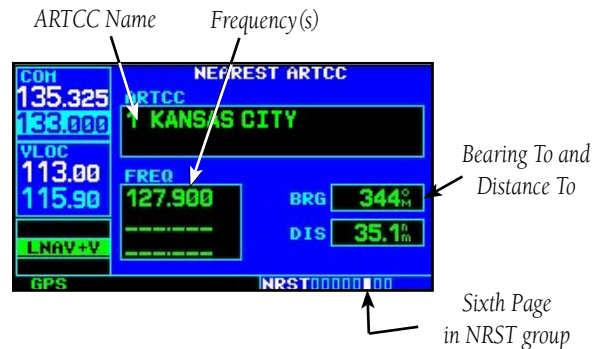 ARTCC Name
Frequency(s)
COM
135.325
133.000
VLOC
113.00
115.90
LNAV+V
GPS
NEAREST ARTCC
ARTCC
1 KANSAS CITY
FREQ
127.900
---.---
---.---
BRG 344°M
DIS 35.1nm
NRST
Bearing To and
Distance To
Sixth Page
in NRST group